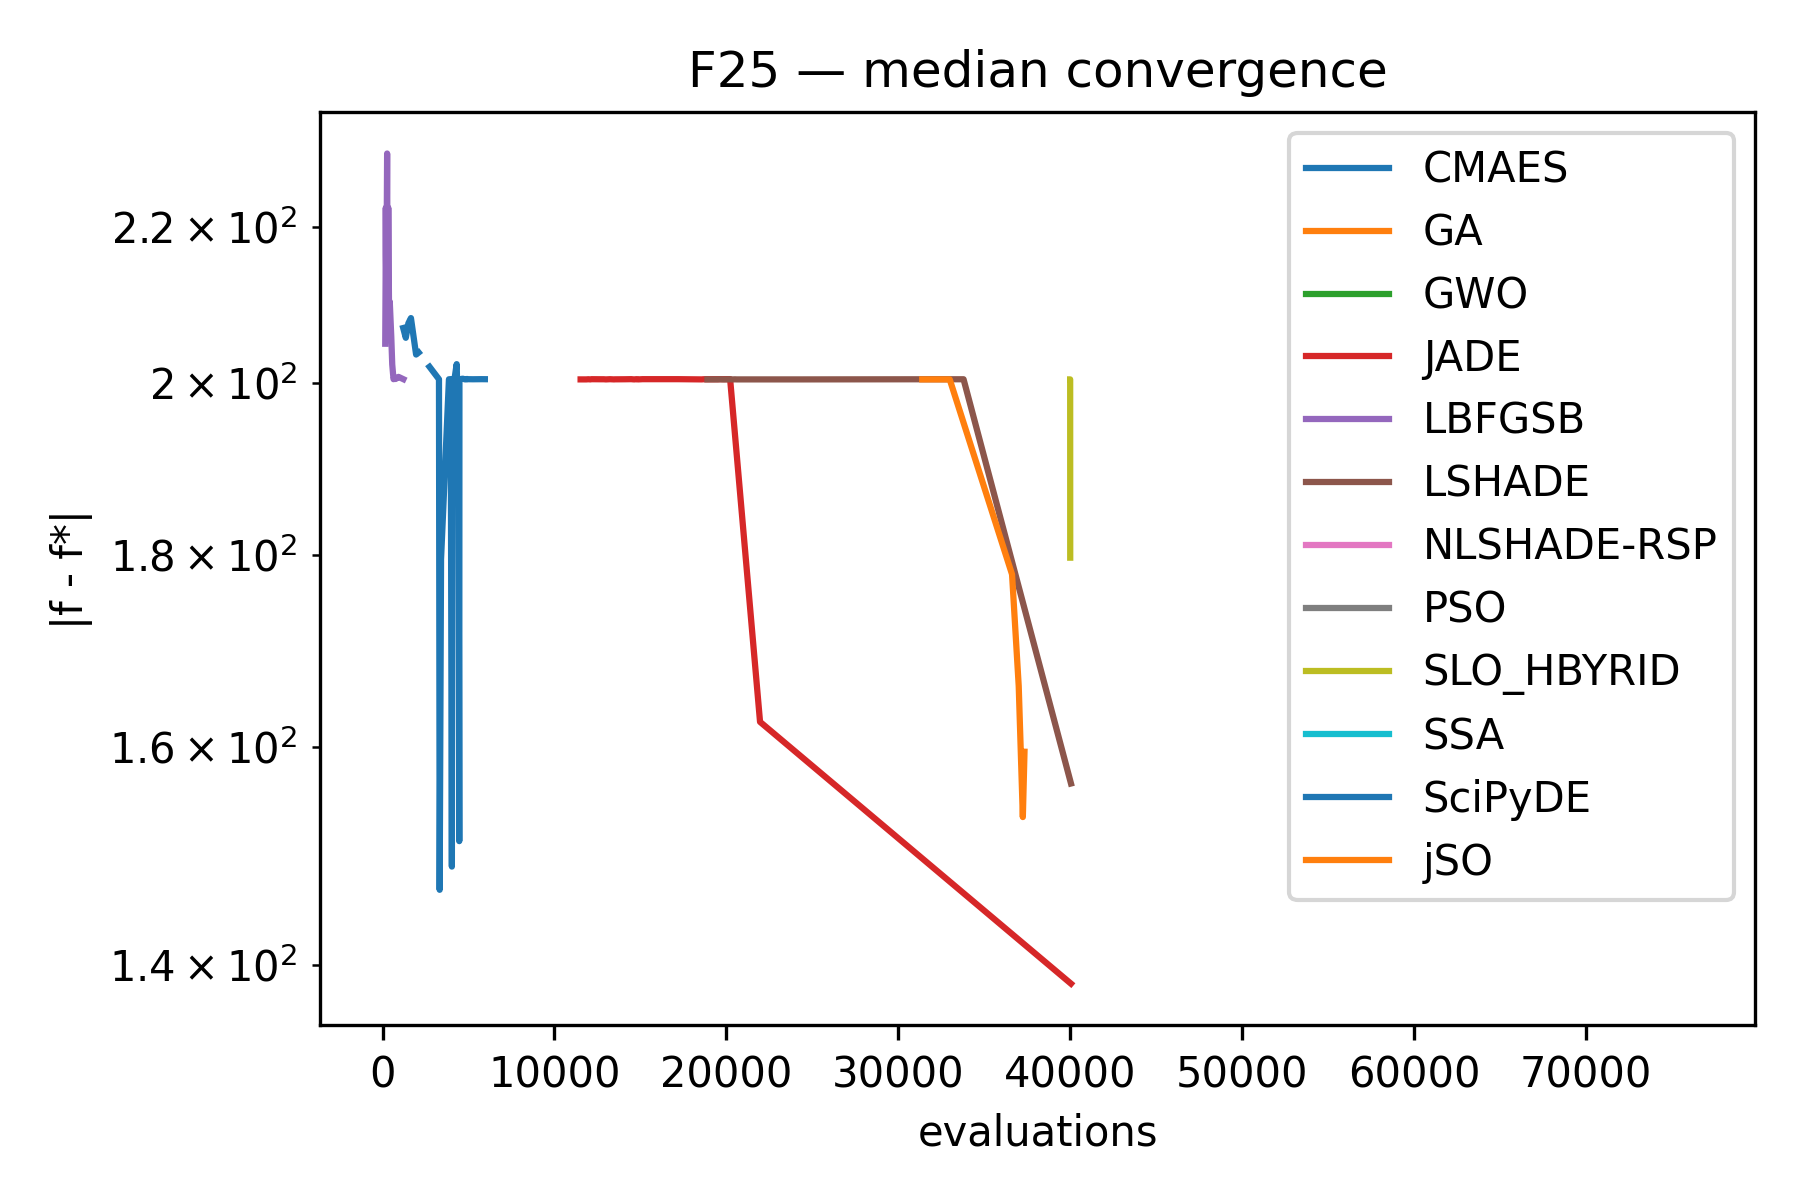 F25 — median convergence
|f - f*|
2.2 × 10²
2 × 10²
1.8 × 10²
1.6 × 10²
1.4 × 10²
0 10000 20000 30000 40000 50000 60000 70000
evaluations
CMAES
GA
GWO
JADE
LBFGSB
LSHADE
NLSHADE-RSP
PSO
SLO_HBYRID
SSA
SciPyDE
jSO